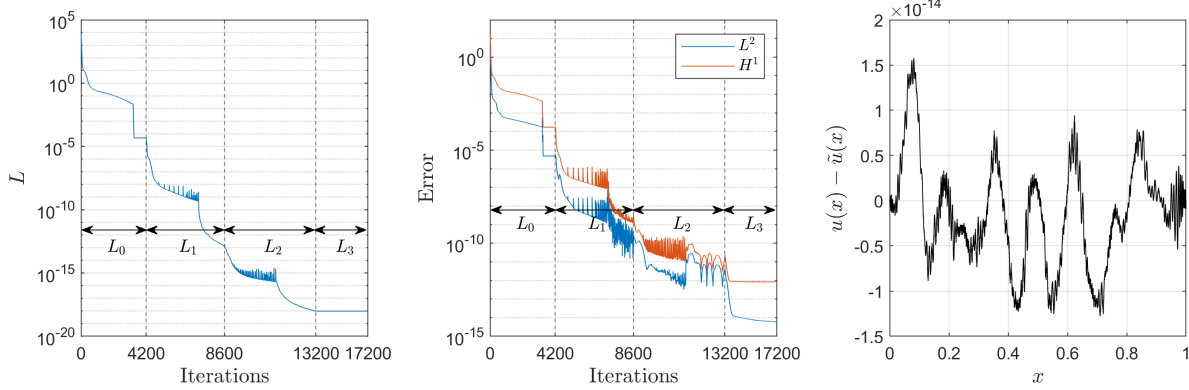 10^5
10^0
10^-5
10^-10
10^-15
10^-20
L
L_0
L_1
L_2
L_3
0 4200 8600 13200 17200
Iterations
10^0
10^-5
10^-10
10^-15
Error
L^2
H^1
L_0
L_1
L_2
L_3
0 4200 8600 13200 17200
Iterations
×10^-14
2
1.5
1
0.5
0
-0.5
-1
-1.5
u(x) − ũ(x)
0 0.2 0.4 0.6 0.8 1
x